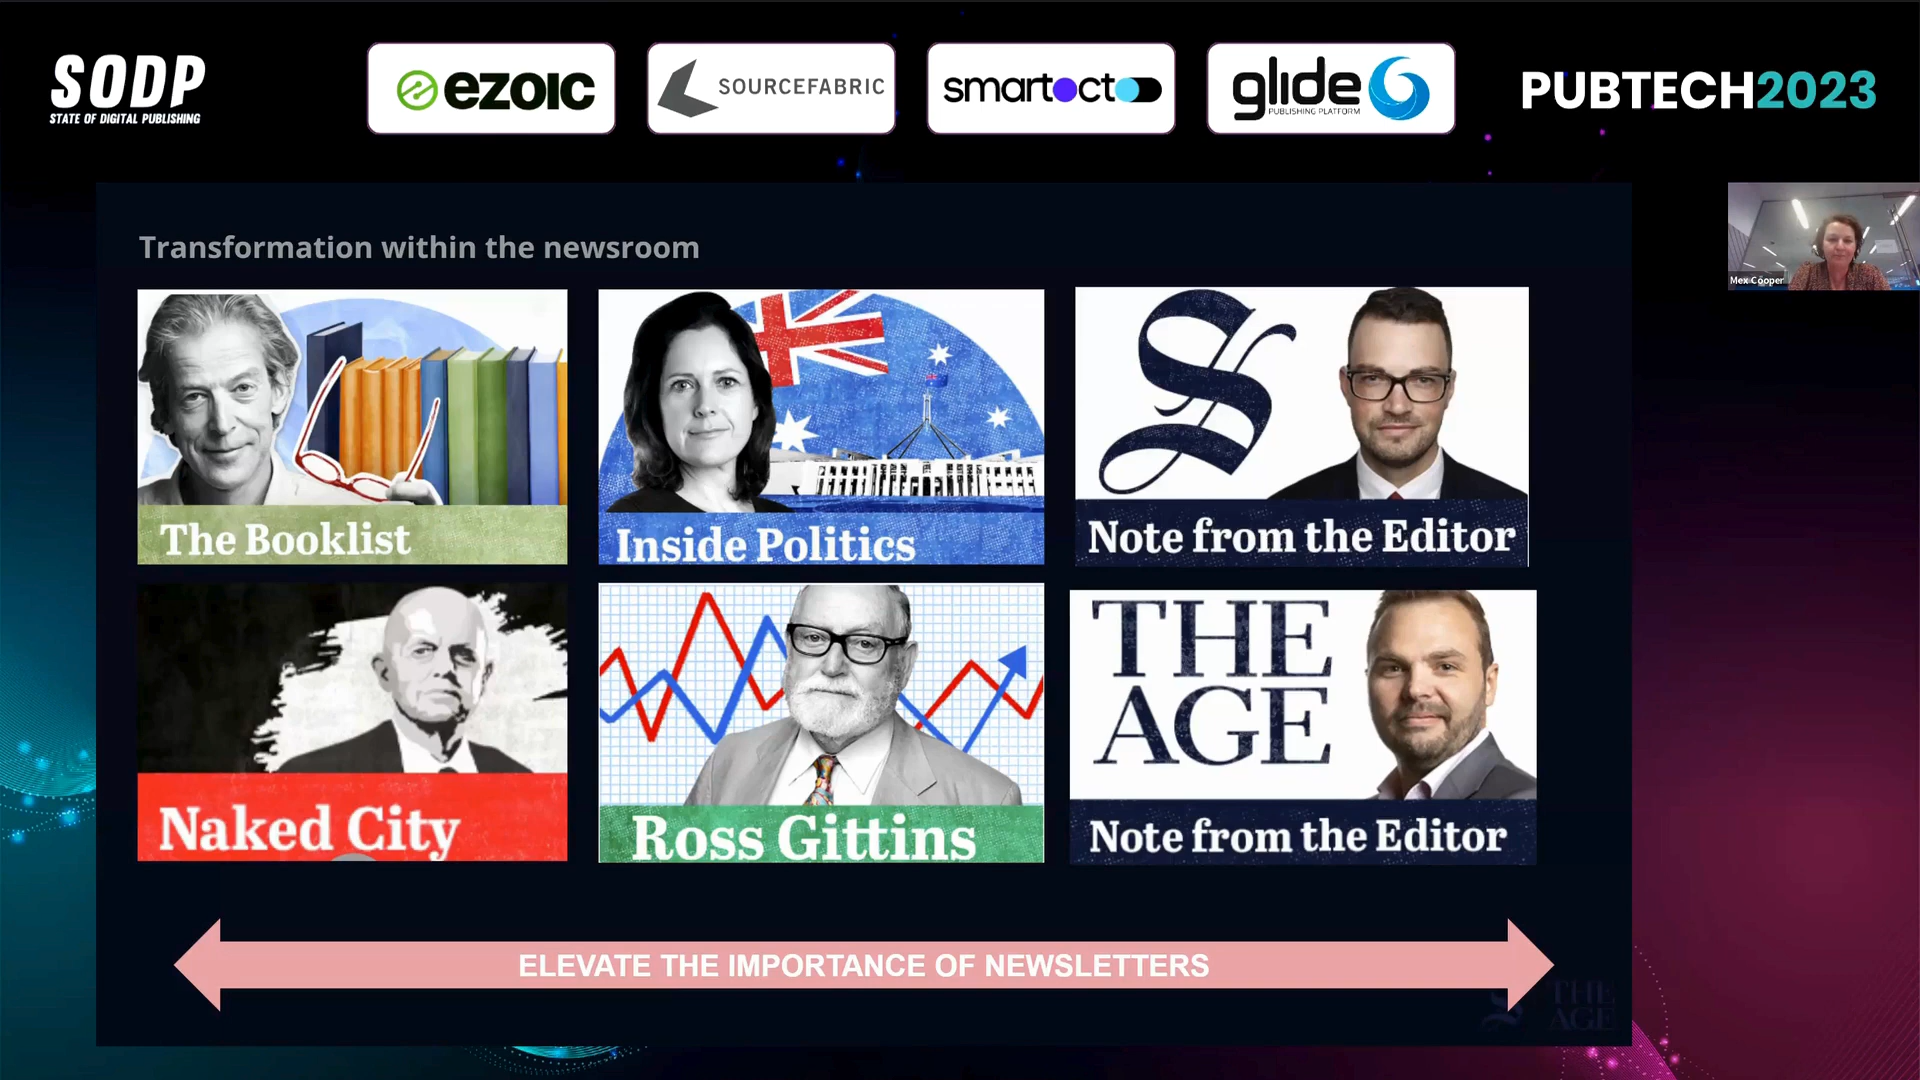 SODP
STATE OF DIGITAL PUBLISHING
EZOIC
SOURCEFABRIC
smartocto
glide
PUBLISHING PLATFORM
PUBTECH2023
Mex Cooper
Transformation within the newsroom
The Booklist
Inside Politics
S
Note from the Editor
Naked City
Ross Gittins
THE
AGE
Note from the Editor
ELEVATE THE IMPORTANCE OF NEWSLETTERS
S
THE
AGE